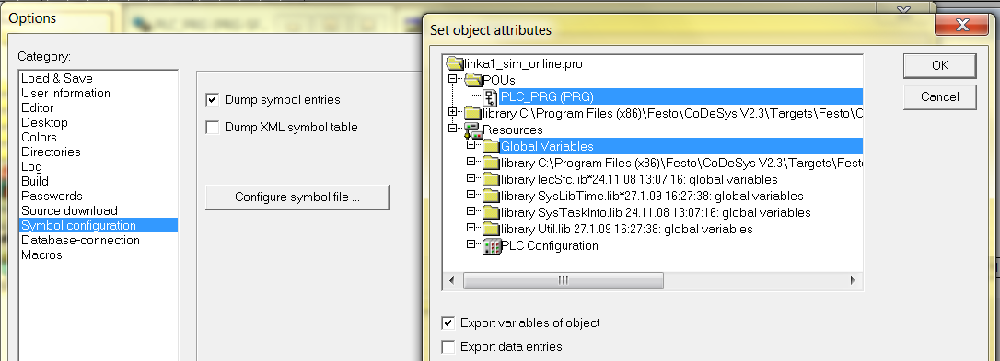 Options
Category:
Load & Save
User Information
Editor
Desktop
Colors
Directories
Log
Build
Passwords
Source download
Symbol configuration
Database-connection
Macros
Dump symbol entries
Dump XML symbol table
Configure symbol file ...
Set object attributes
linka1_sim_online.pro
POUs
PLC_PRG (PRG)
library C:\Program Files (x86)\Festo\CoDeSys V2.3\Targets\Festo\C
Resources
Global Variables
library C:\Program Files (x86)\Festo\CoDeSys V2.3\Targets\Festo
library IecSfc.lib*24.11.08 13:07:16: global variables
library SysLibTime.lib*27.1.09 16:27:38: global variables
library SysTaskInfo.lib 24.11.08 13:07:16: global variables
library Util.lib 27.1.09 16:27:38: global variables
PLC Configuration
OK
Cancel
Export variables of object
Export data entries